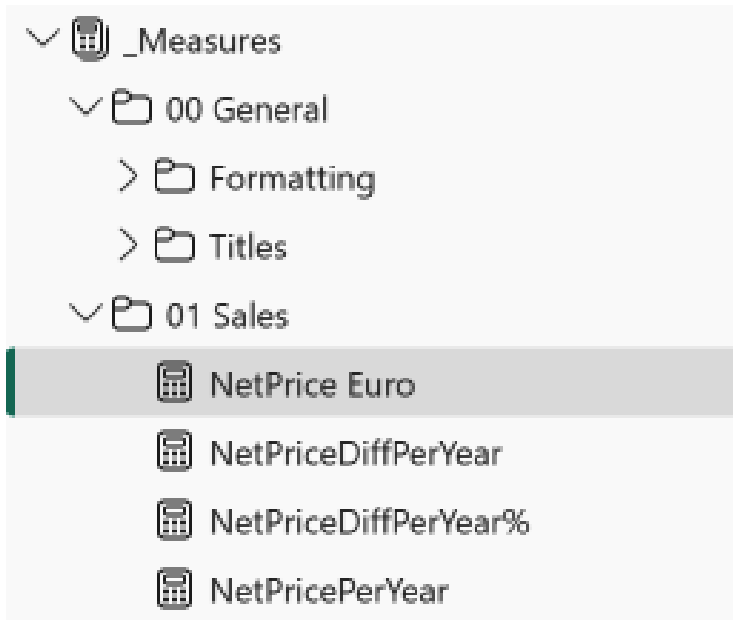 _Measures
00 General
Formatting
Titles
01 Sales
NetPrice Euro
NetPriceDiffPerYear
NetPriceDiffPerYear%
NetPricePerYear